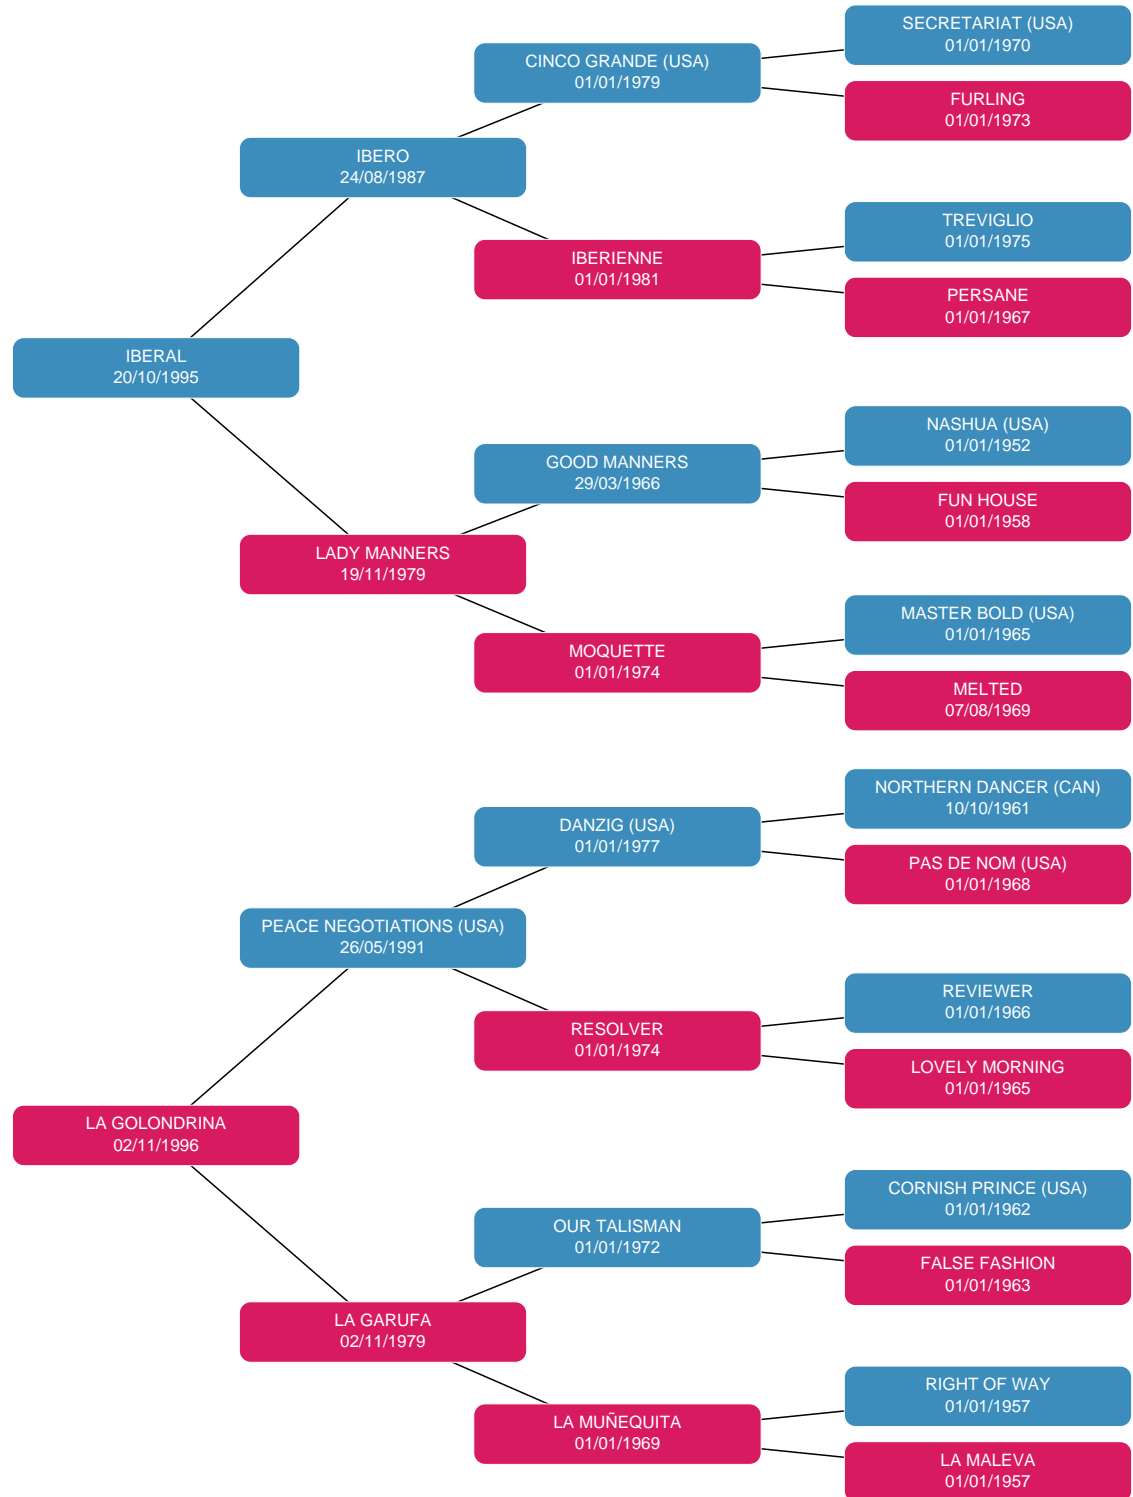 SECRETARIAT (USA)
01/01/1970
CINCO GRANDE (USA)
01/01/1979
FURLING
01/01/1973
IBERO
24/08/1987
TREVIGLIO
01/01/1975
IBERIENNE
01/01/1981
PERSANE
01/01/1967
IBERAL
20/10/1995
NASHUA (USA)
01/01/1952
GOOD MANNERS
29/03/1966
FUN HOUSE
01/01/1958
LADY MANNERS
19/11/1979
MASTER BOLD (USA)
01/01/1965
MOQUETTE
01/01/1974
MELTED
07/08/1969
NORTHERN DANCER (CAN)
10/10/1961
DANZIG (USA)
01/01/1977
PAS DE NOM (USA)
01/01/1968
PEACE NEGOTIATIONS (USA)
26/05/1991
REVIEWER
01/01/1966
RESOLVER
01/01/1974
LOVELY MORNING
01/01/1965
LA GOLONDRINA
02/11/1996
CORNISH PRINCE (USA)
01/01/1962
OUR TALISMAN
01/01/1972
FALSE FASHION
01/01/1963
LA GARUFA
02/11/1979
RIGHT OF WAY
01/01/1957
LA MUÑEQUITA
01/01/1969
LA MALEVA
01/01/1957